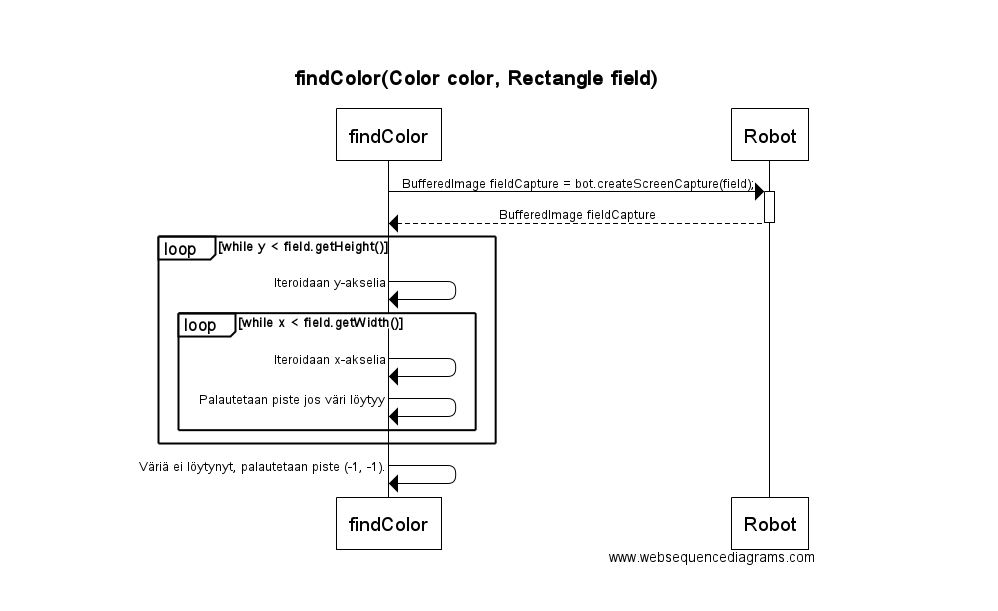 findColor(Color color, Rectangle field)
findColor
Robot
BufferedImage fieldCapture = bot.createScreenCapture(field);
BufferedImage fieldCapture
loop
[while y < field.getHeight()]
Iteroidaan y-akselia
loop
[while x < field.getWidth()]
Iteroidaan x-akselia
Palautetaan piste jos väri löytyy
Väriä ei löytynyt, palautetaan piste (-1, -1).
findColor
Robot
www.websequencediagrams.com